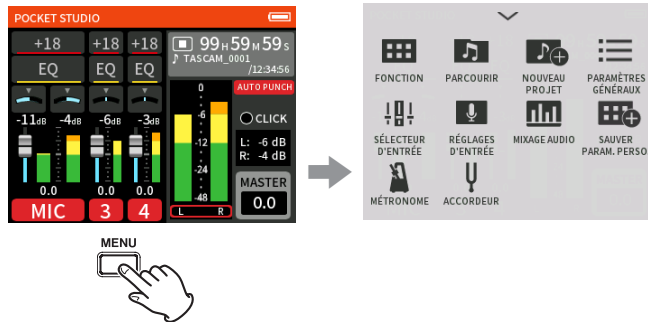 POCKET STUDIO
+18 +18 +18
EQ EQ EQ
-11dB -4dB -6dB -3dB
0.0 0.0 0.0
MIC 3 4
99H59M59S
♪ TASCAM_0001
/12:34:56
0
-6
-12
-24
-48
L R
AUTO PUNCH
CLICK
L: -6 dB
R: -4 dB
MASTER
0.0
MENU
FONCTION
PARCOURIR
NOUVEAU
PROJET
PARAMÈTRES
GÉNÉRAUX
SÉLECTEUR
D'ENTRÉE
RÉGLAGES
D'ENTRÉE
MIXAGE AUDIO
SAUVER
PARAM. PERSO
MÉTRONOME
ACCORDEUR